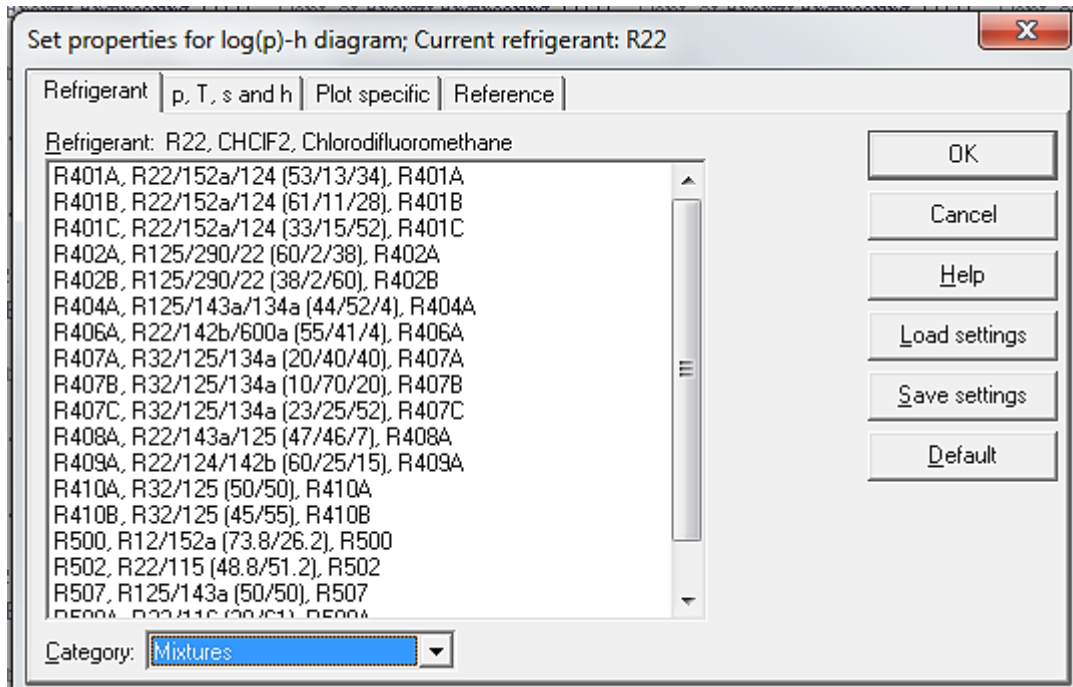 Set properties for log(p)-h diagram; Current refrigerant: R22
Refrigerant p, T, s and h Plot specific Reference
Refrigerant: R22, CHClF2, Chlorodifluoromethane
R401A, R22/152a/124 (53/13/34), R401A
R401B, R22/152a/124 (61/11/28), R401B
R401C, R22/152a/124 (33/15/52), R401C
R402A, R125/290/22 (60/2/38), R402A
R402B, R125/290/22 (38/2/60), R402B
R404A, R125/143a/134a (44/52/4), R404A
R406A, R22/142b/600a (55/41/4), R406A
R407A, R32/125/134a (20/40/40), R407A
R407B, R32/125/134a (10/70/20), R407B
R407C, R32/125/134a (23/25/52), R407C
R408A, R22/143a/125 (47/46/7), R408A
R409A, R22/124/142b (60/25/15), R409A
R410A, R32/125 (50/50), R410A
R410B, R32/125 (45/55), R410B
R500, R12/152a (73.8/26.2), R500
R502, R22/115 (48.8/51.2), R502
R507, R125/143a (50/50), R507
Category: Mixtures
OK
Cancel
Help
Load settings
Save settings
Default